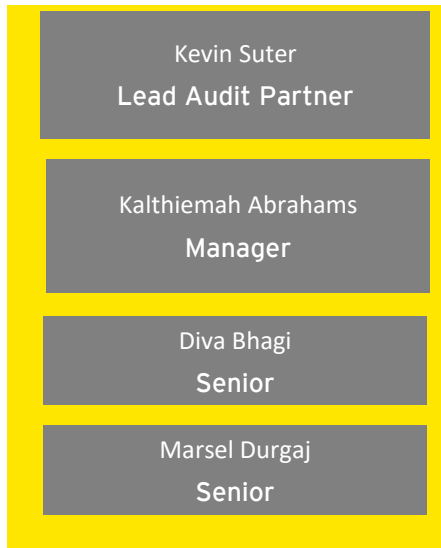 Kevin Suter
Lead Audit Partner
Kalthiemah Abrahams
Manager
Diva Bhagi
Senior
Marsel Durgaj
Senior